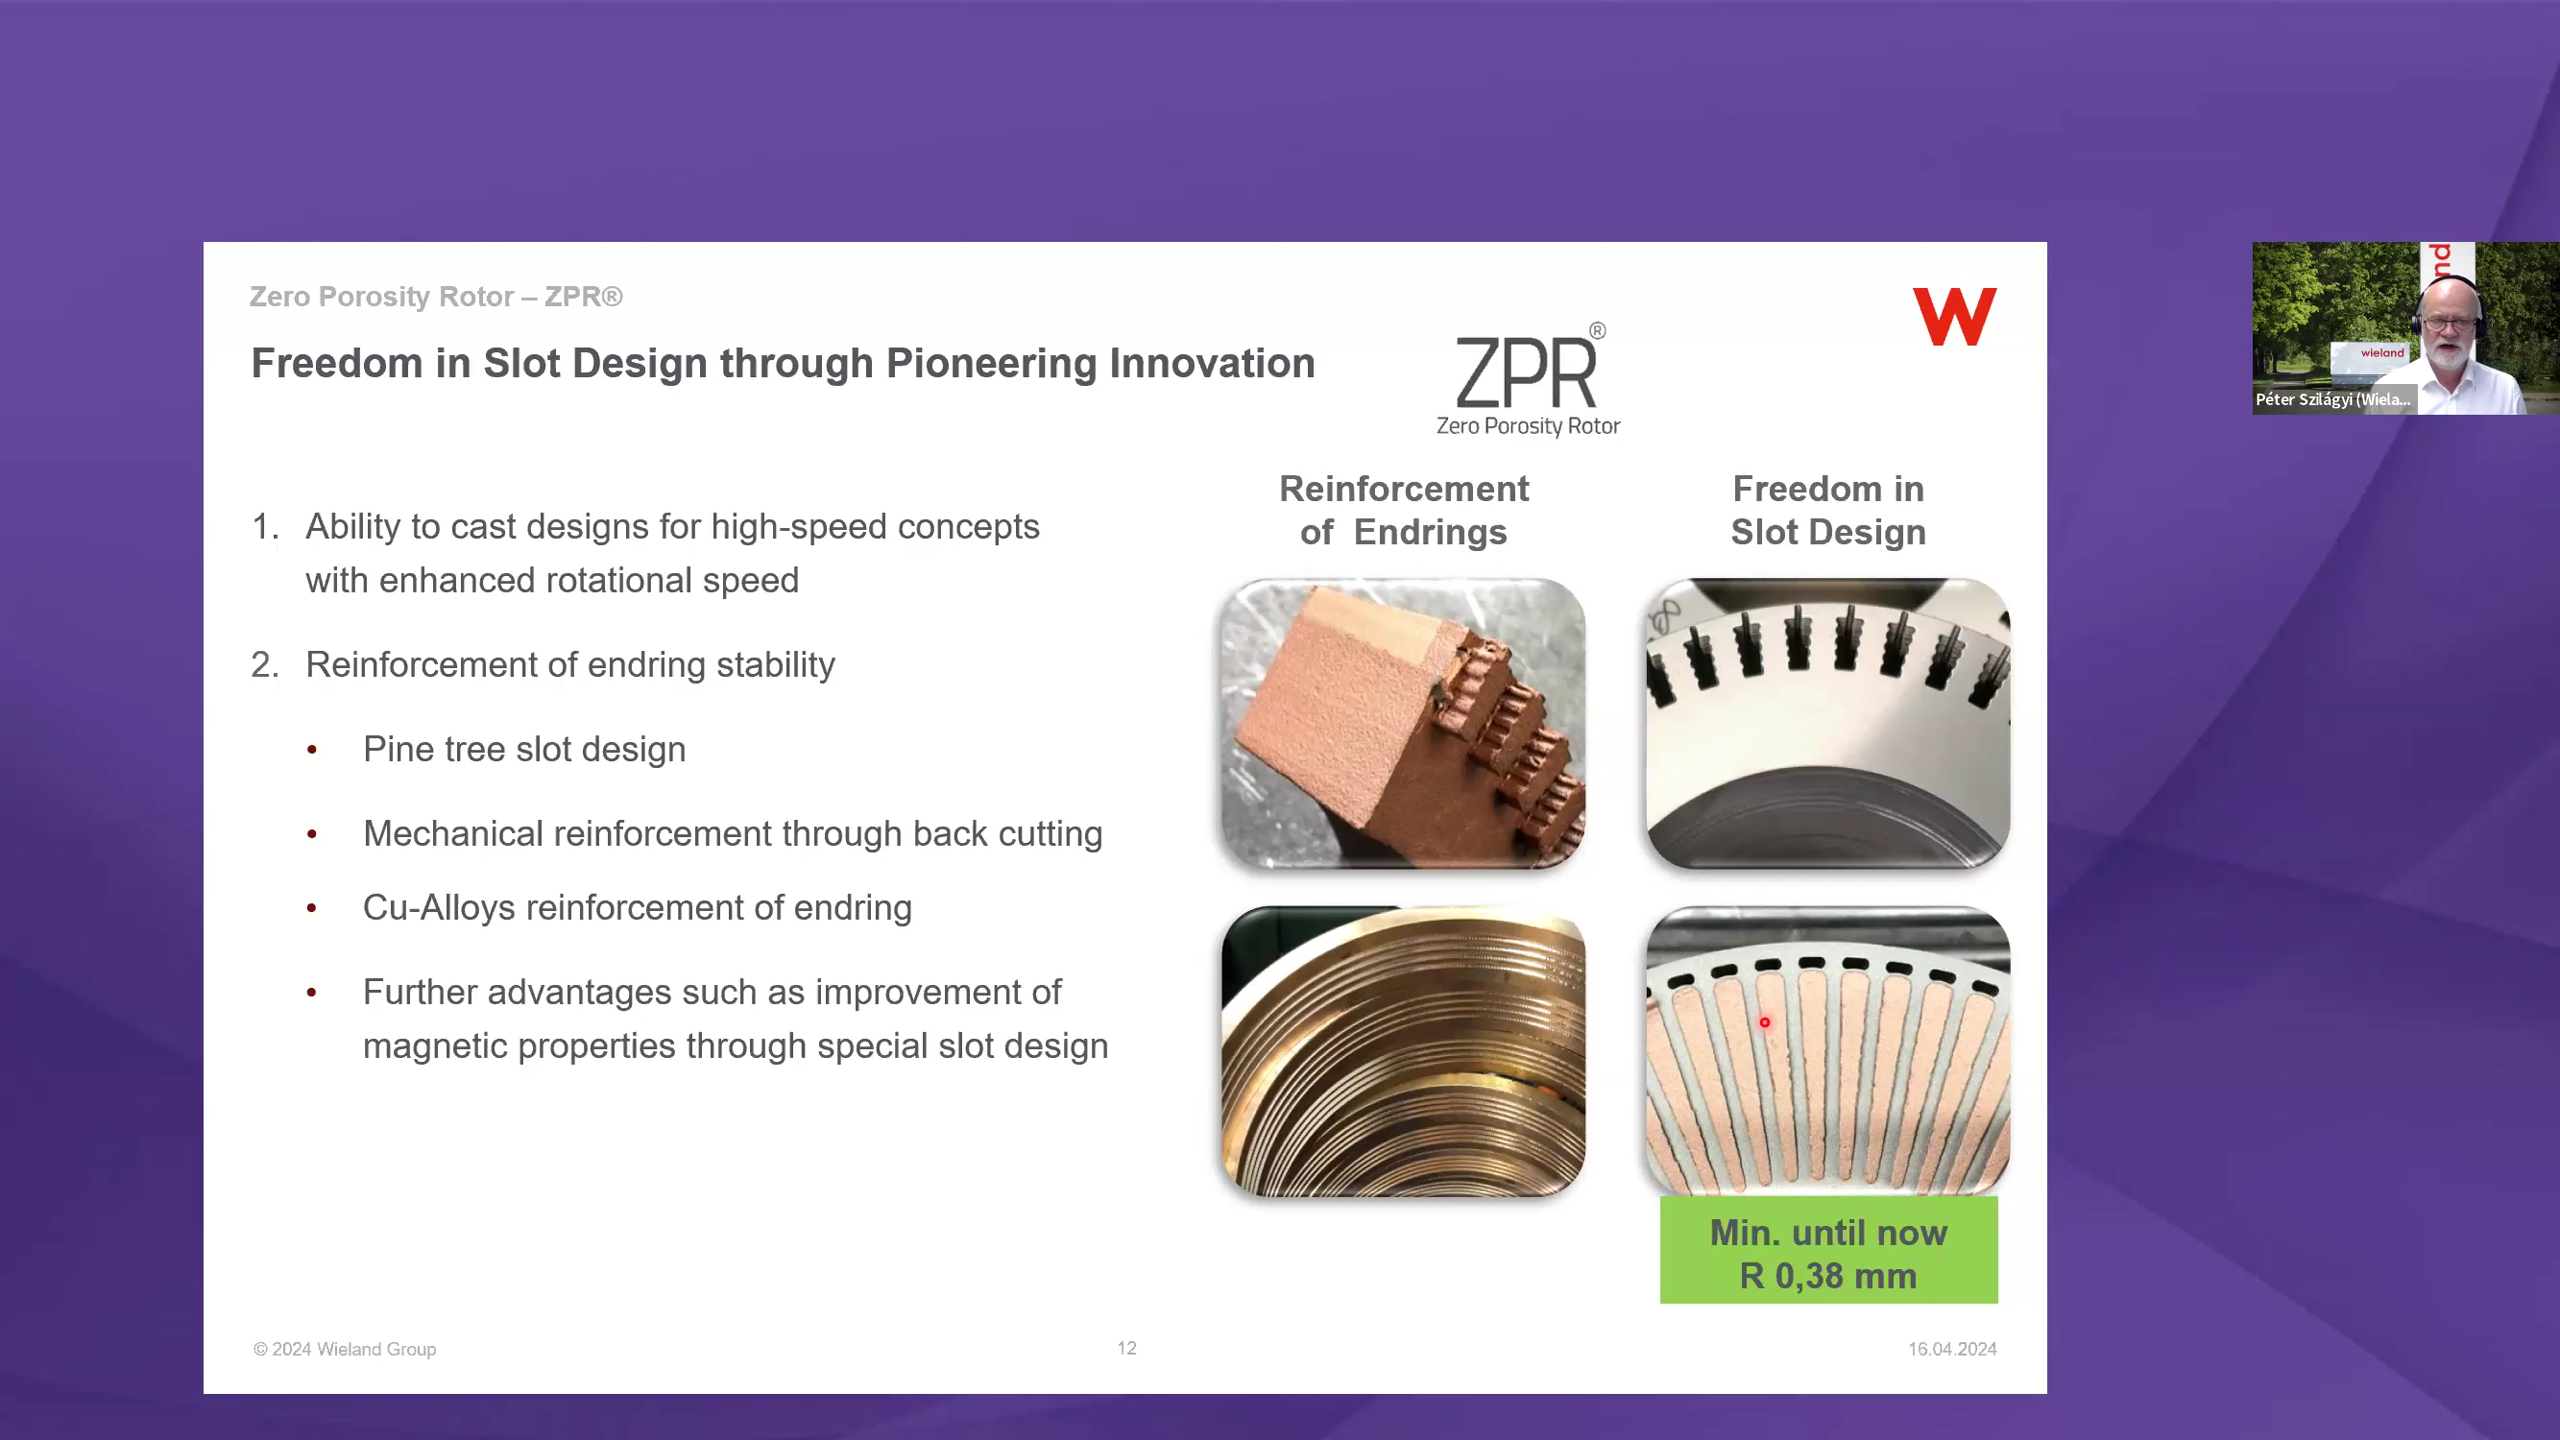 Zero Porosity Rotor – ZPR®
Freedom in Slot Design through Pioneering Innovation
ZPR®
Zero Porosity Rotor
W
1. Ability to cast designs for high-speed concepts
with enhanced rotational speed
2. Reinforcement of endring stability
• Pine tree slot design
• Mechanical reinforcement through back cutting
• Cu-Alloys reinforcement of endring
• Further advantages such as improvement of
magnetic properties through special slot design
Reinforcement
of Endrings
Freedom in
Slot Design
Min. until now
R 0,38 mm
© 2024 Wieland Group
12
16.04.2024
nd
wieland
Péter Szilágyi (Wiela...